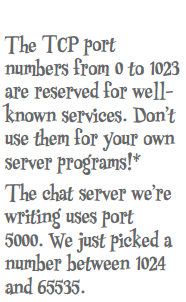 The TCP port
numbers from 0 to 1023
are reserved for well-
known services. Don't
use them for your own
server programs!*
The chat server we're
writing uses port
5000. We just picked a
number between 1024
and 65535.